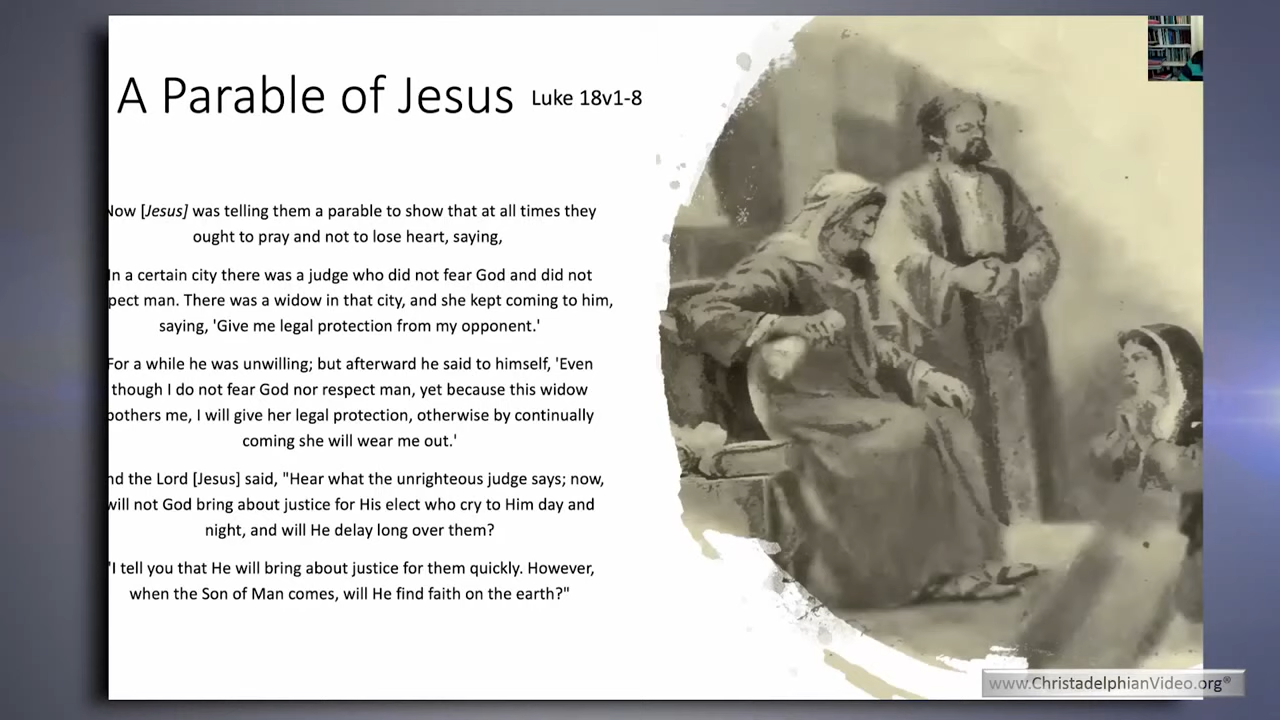 A Parable of Jesus Luke 18v1-8
Now [Jesus] was telling them a parable to show that at all times they
ought to pray and not to lose heart, saying,
In a certain city there was a judge who did not fear God and did not
pect man. There was a widow in that city, and she kept coming to him,
saying, 'Give me legal protection from my opponent.'
For a while he was unwilling; but afterward he said to himself, 'Even
though I do not fear God nor respect man, yet because this widow
bothers me, I will give her legal protection, otherwise by continually
coming she will wear me out.'
nd the Lord [Jesus] said, "Hear what the unrighteous judge says; now,
will not God bring about justice for His elect who cry to Him day and
night, and will He delay long over them?
"I tell you that He will bring about justice for them quickly. However,
when the Son of Man comes, will He find faith on the earth?"
www.ChristadelphianVideo.org®